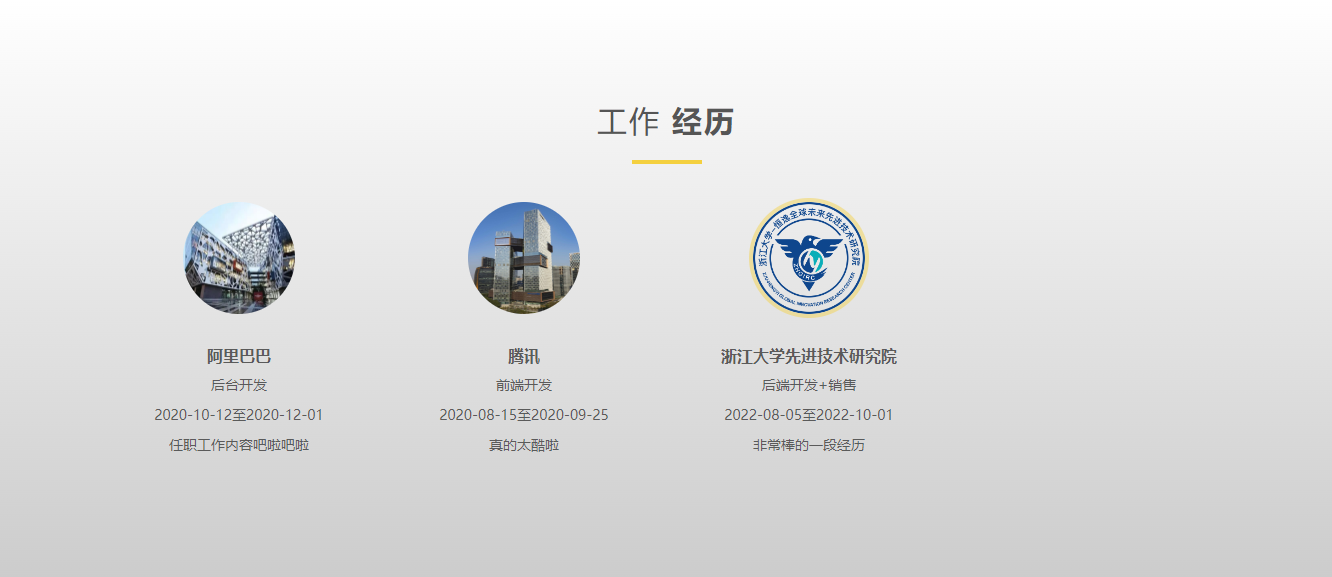 工作 经历
浙江大学-恒逸全球未来先进技术研究院
阿里巴巴
后台开发
2020-10-12至2020-12-01
任职工作内容吧啦吧啦
腾讯
前端开发
2020-08-15至2020-09-25
真的太酷啦
浙江大学先进技术研究院
后端开发+销售
2022-08-05至2022-10-01
非常棒的一段经历